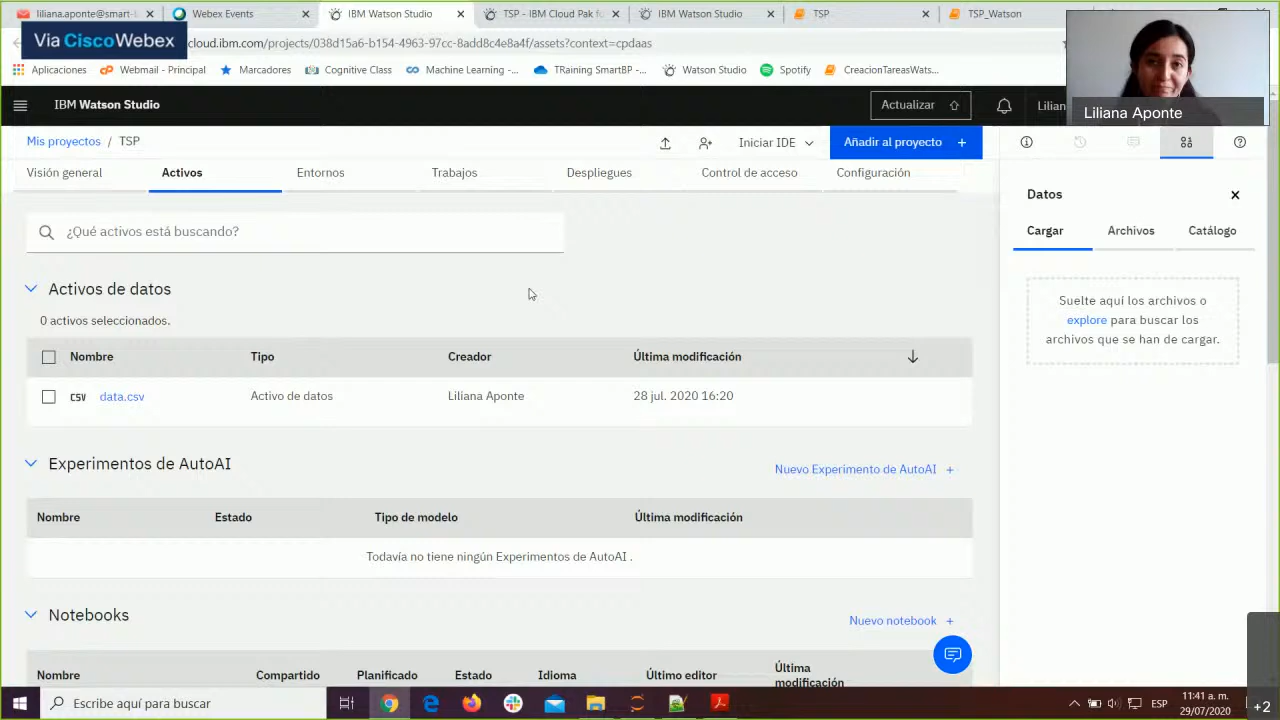 liliana.aponte@smart-t
Webex Events
IBM Watson Studio
TSP - IBM Cloud Pak fo
IBM Watson Studio
TSP
TSP_Watson
Via CiscoWebex
cloud.ibm.com/projects/038d15a6-b154-4963-97cc-8add8c4e8a4f/assets?context=cpdaas
Aplicaciones
Webmail - Principal
Marcadores
Cognitive Class
Machine Learning -...
TRaining SmartBP -...
Watson Studio
Spotify
CreacionTareasWats...
IBM Watson Studio
Actualizar
Lilian
Liliana Aponte
Mis proyectos / TSP
Iniciar IDE
Añadir al proyecto +
Visión general
Activos
Entornos
Trabajos
Despliegues
Control de acceso
Configuración
Datos
Cargar
Archivos
Catálogo
Suelte aquí los archivos o
explore para buscar los
archivos que se han de cargar.
¿Qué activos está buscando?
Activos de datos
0 activos seleccionados.
Nombre
Tipo
Creador
Última modificación
CSV
data.csv
Activo de datos
Liliana Aponte
28 jul. 2020 16:20
Experimentos de AutoAI
Nuevo Experimento de AutoAI +
Nombre
Estado
Tipo de modelo
Última modificación
Todavía no tiene ningún Experimentos de AutoAI .
Notebooks
Nuevo notebook +
Nombre
Compartido
Planificado
Estado
Idioma
Último editor
Última
modificación
Escribe aquí para buscar
ESP
11:41 a. m.
29/07/2020
+2